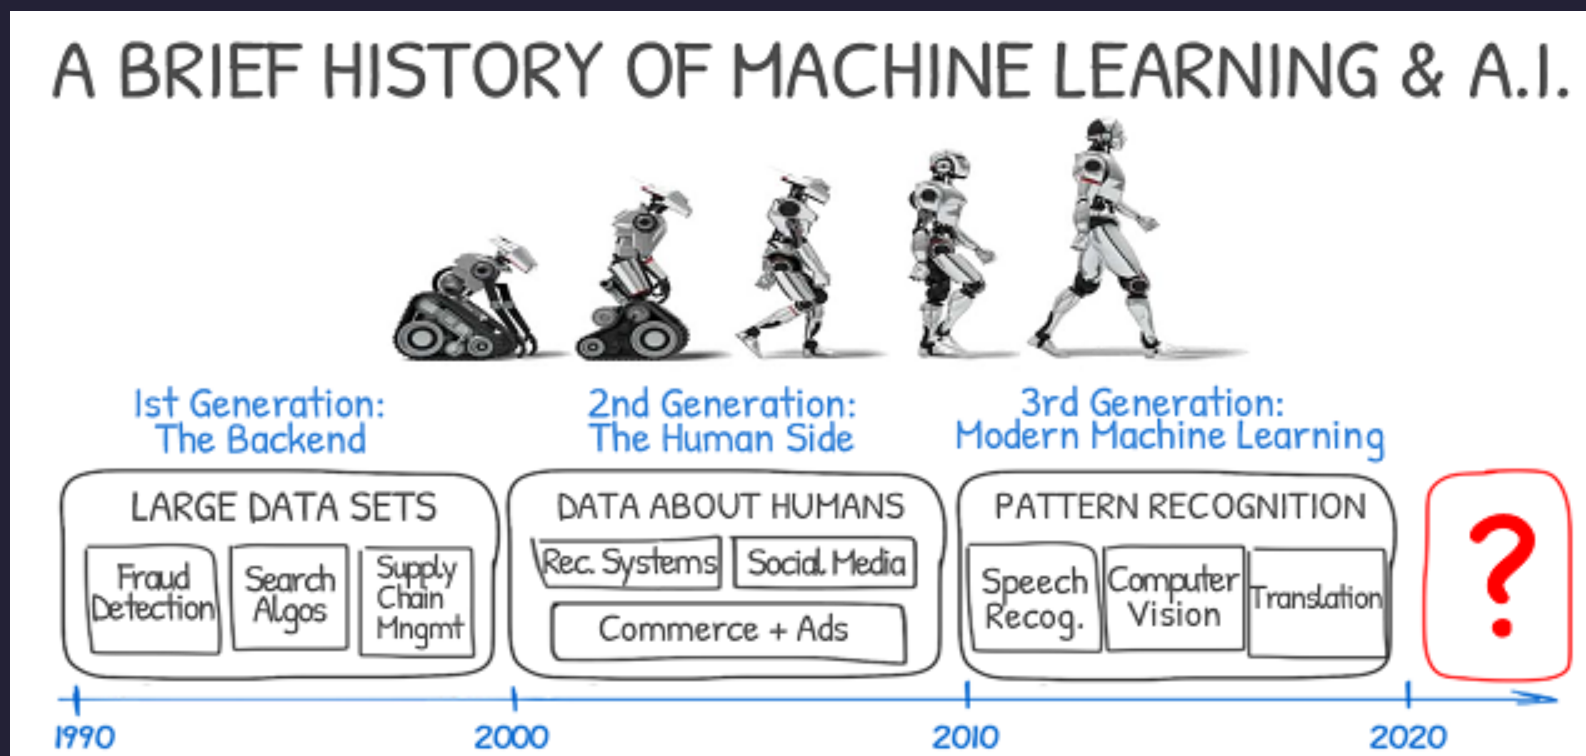 A BRIEF HISTORY OF MACHINE LEARNING & A.I.
1st Generation:
The Backend
2nd Generation:
The Human Side
3rd Generation:
Modern Machine Learning
LARGE DATA SETS
Fraud
Detection
Search
Algos
Supply
Chain
Mngmt
DATA ABOUT HUMANS
Rec. Systems
Social Media
Commerce + Ads
PATTERN RECOGNITION
Speech
Recog.
Computer
Vision
Translation
?
1990
2000
2010
2020